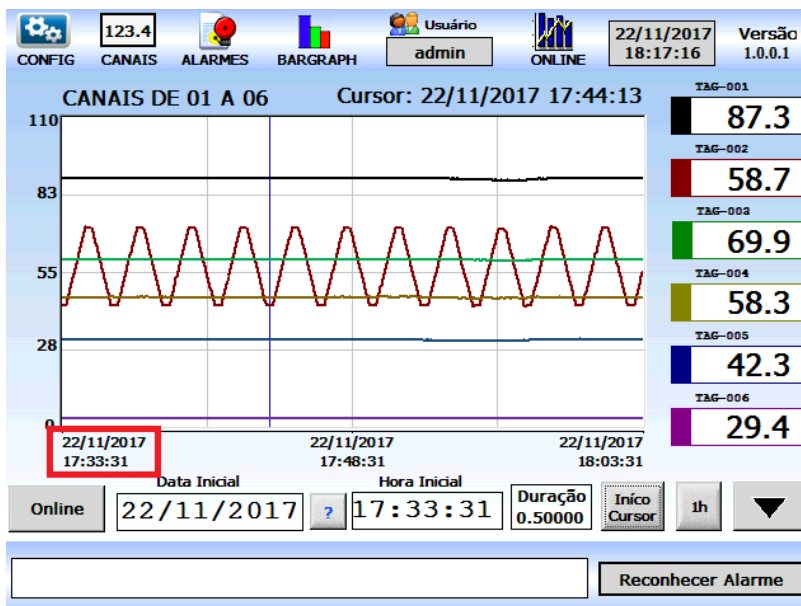 CONFIG
123.4
CANAIS
ALARMES
BARGRAPH
Usuário
admin
ONLINE
22/11/2017
18:17:16
Versão
1.0.0.1
CANAIS DE 01 A 06
Cursor: 22/11/2017 17:44:13
110
83
55
28
0
22/11/2017
17:33:31
22/11/2017
17:48:31
22/11/2017
18:03:31
TAG-001
87.3
TAG-002
58.7
TAG-003
69.9
TAG-004
58.3
TAG-005
42.3
TAG-006
29.4
Online
Data Inicial
22/11/2017
?
Hora Inicial
17:33:31
Duração
0.50000
Iníco
Cursor
1h
Reconhecer Alarme